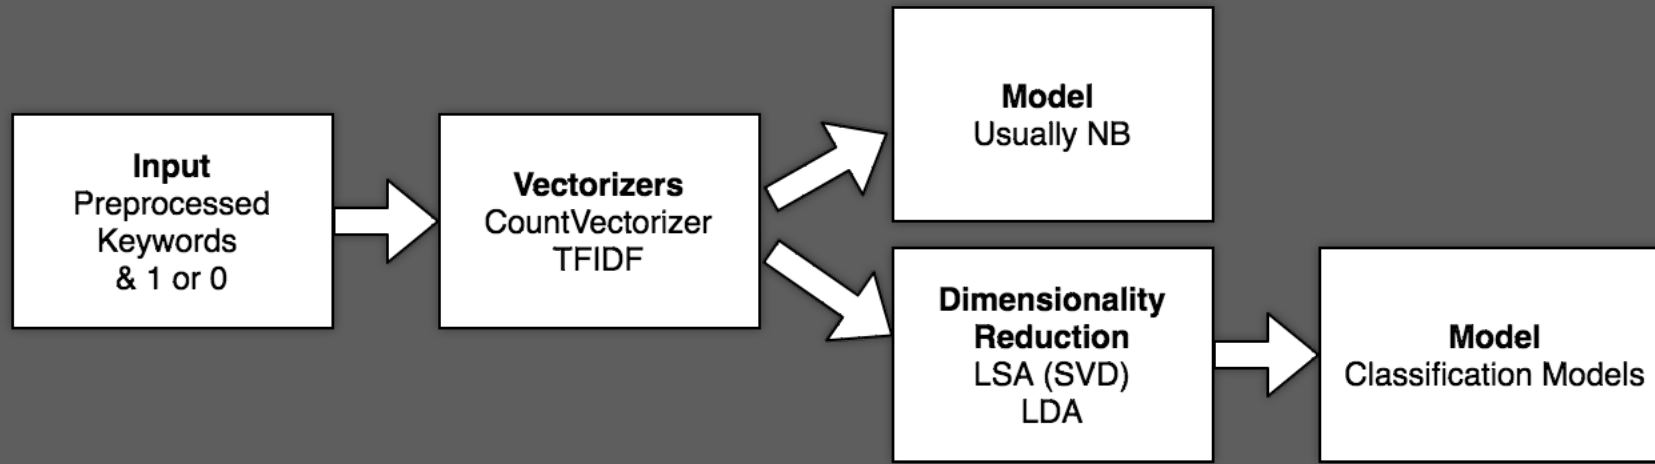 Input
Preprocessed
Keywords
& 1 or 0
Vectorizers
CountVectorizer
TFIDF
Model
Usually NB
Dimensionality
Reduction
LSA (SVD)
LDA
Model
Classification Models